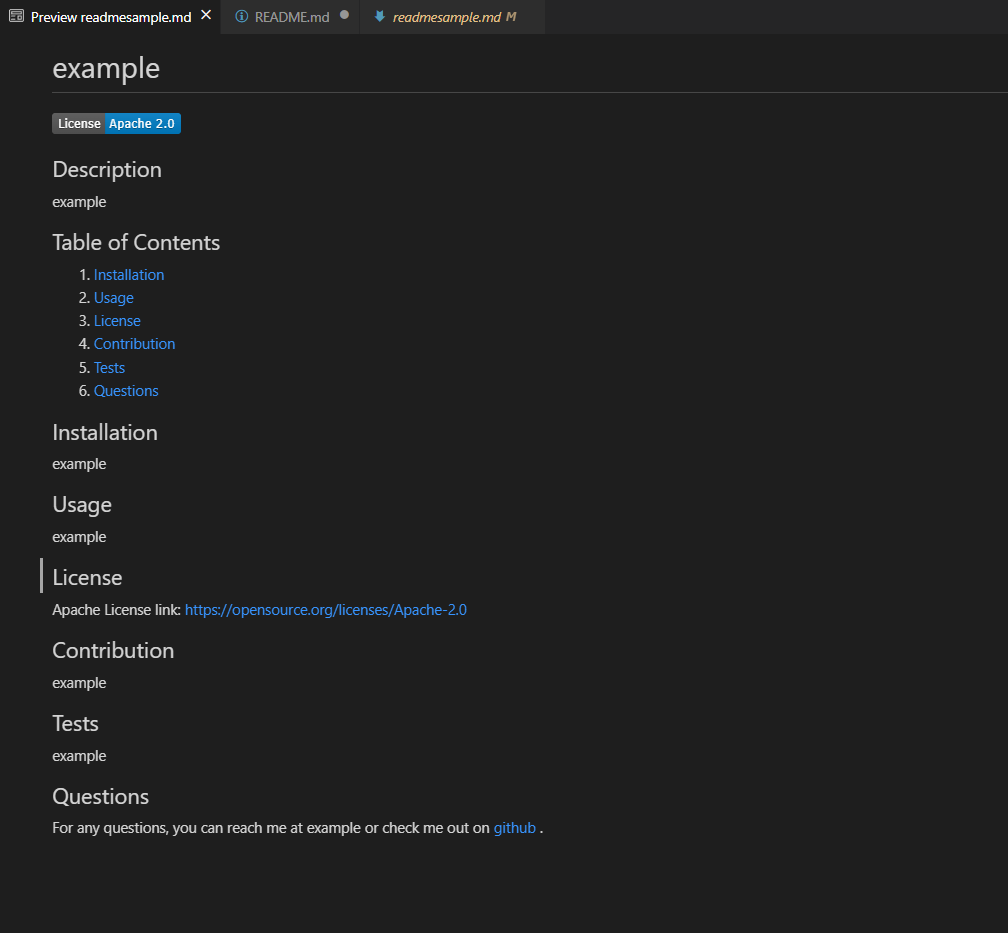 Preview readmesample.md README.md readmesample.md M
example
License Apache 2.0
Description
example
Table of Contents
1. Installation
2. Usage
3. License
4. Contribution
5. Tests
6. Questions
Installation
example
Usage
example
License
Apache License link: https://opensource.org/licenses/Apache-2.0
Contribution
example
Tests
example
Questions
For any questions, you can reach me at example or check me out on github .